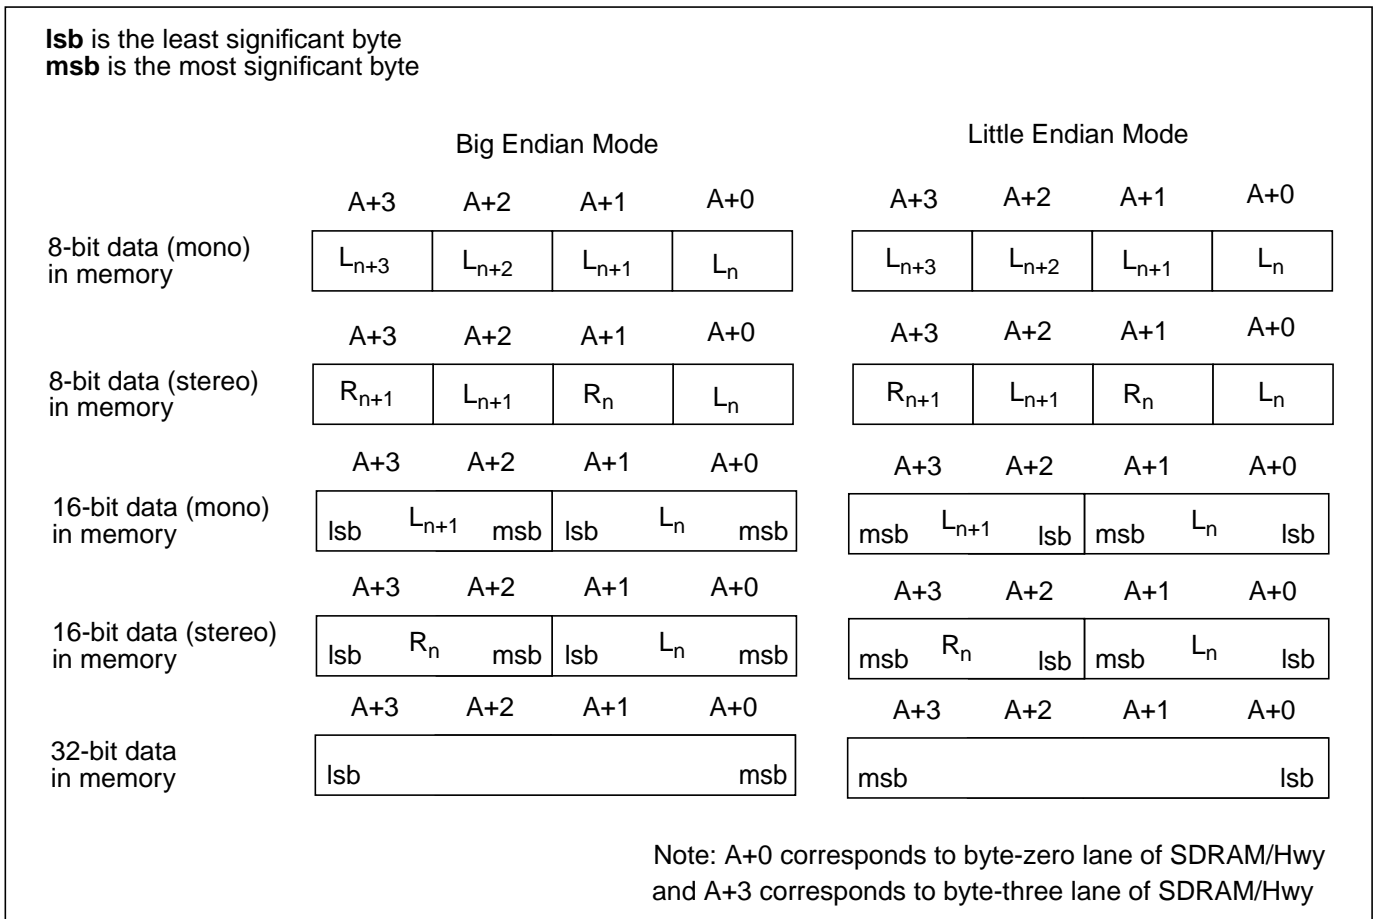 lsb is the least significant byte
msb is the most significant byte
Big Endian Mode Little Endian Mode
A+3 A+2 A+1 A+0 A+3 A+2 A+1 A+0
8-bit data (mono)
in memory
Ln+3 Ln+2 Ln+1 Ln Ln+3 Ln+2 Ln+1 Ln
A+3 A+2 A+1 A+0 A+3 A+2 A+1 A+0
8-bit data (stereo)
in memory
Rn+1 Ln+1 Rn Ln Rn+1 Ln+1 Rn Ln
A+3 A+2 A+1 A+0 A+3 A+2 A+1 A+0
16-bit data (mono)
in memory
lsb Ln+1 msb lsb Ln msb msb Ln+1 lsb msb Ln lsb
A+3 A+2 A+1 A+0 A+3 A+2 A+1 A+0
16-bit data (stereo)
in memory
lsb Rn msb lsb Ln msb msb Rn lsb msb Ln lsb
A+3 A+2 A+1 A+0 A+3 A+2 A+1 A+0
32-bit data
in memory
lsb msb msb lsb
Note: A+0 corresponds to byte-zero lane of SDRAM/Hwy
and A+3 corresponds to byte-three lane of SDRAM/Hwy